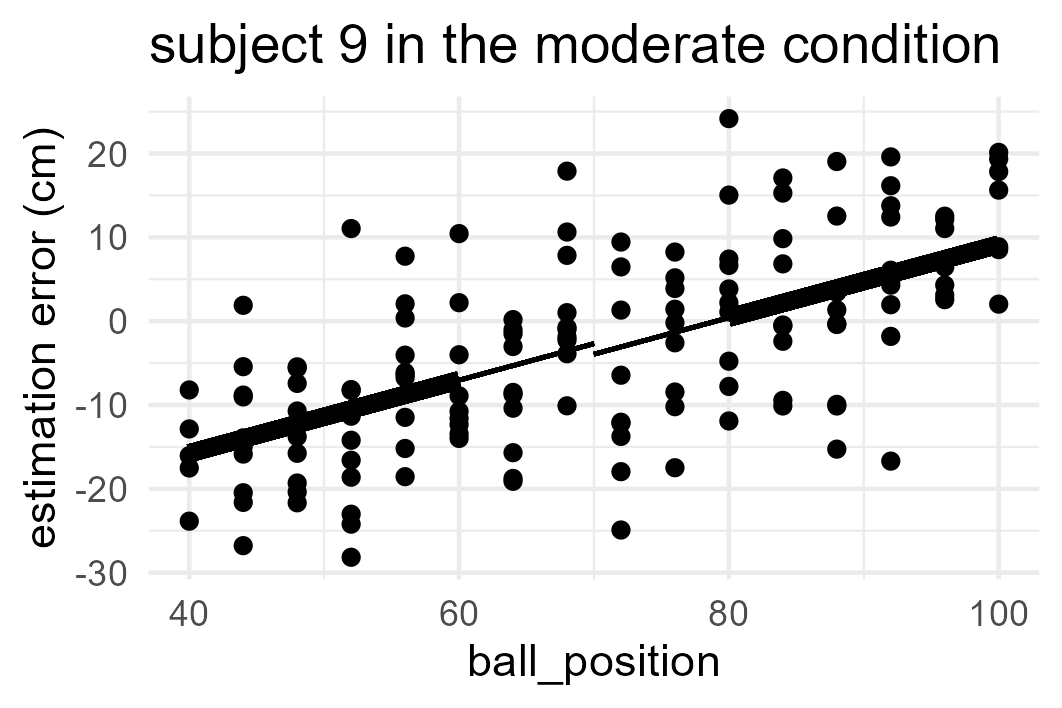 subject 9 in the moderate condition
estimation error (cm)
20
10
0
-10
-20
-30
40 60 80 100
ball_position